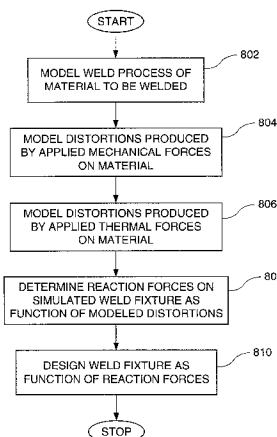 START
802
MODEL WELD PROCESS OF
MATERIAL TO BE WELDED
804
MODEL DISTORTIONS PRODUCED
BY APPLIED MECHANICAL FORCES
ON MATERIAL
806
MODEL DISTORTIONS PRODUCED
BY APPLIED THERMAL FORCES
ON MATERIAL
80
DETERMINE REACTION FORCES ON
SIMULATED WELD FIXTURE AS
FUNCTION OF MODELED DISTORTIONS
810
DESIGN WELD FIXTURE AS
FUNCTION OF REACTION FORCES
STOP